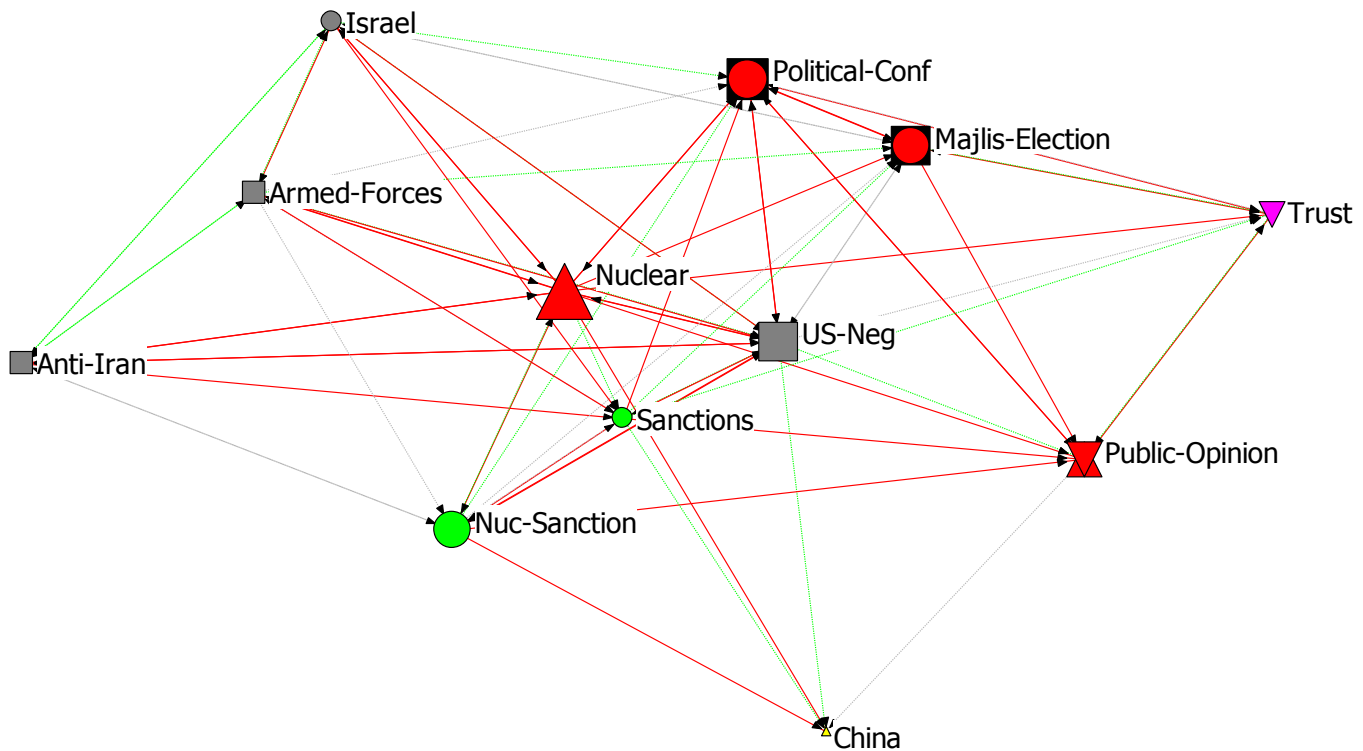 Israel
Political-Conf
Majlis-Election
Armed-Forces
Trust
Nuclear
US-Neg
Anti-Iran
Sanctions
Public-Opinion
Nuc-Sanction
China